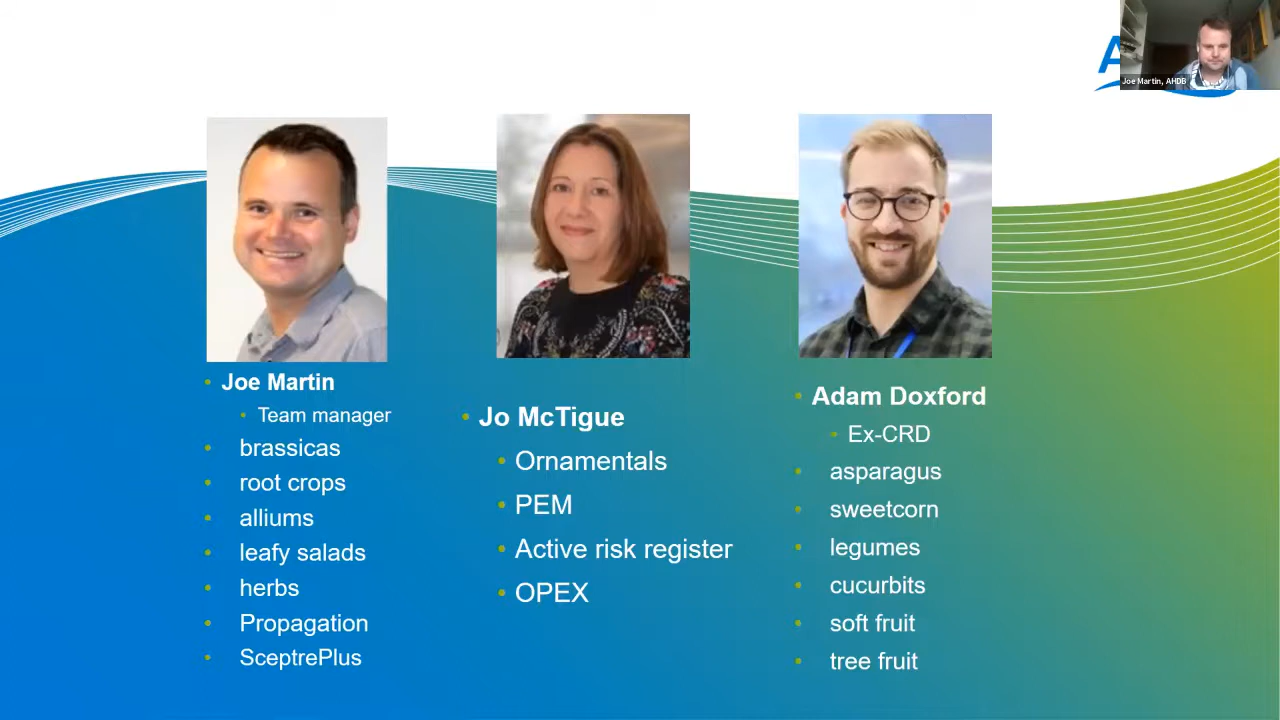 A
Joe Martin, AHDB
Joe Martin
Team manager
brassicas
root crops
alliums
leafy salads
herbs
Propagation
SceptrePlus
Jo McTigue
Ornamentals
PEM
Active risk register
OPEX
Adam Doxford
Ex-CRD
asparagus
sweetcorn
legumes
cucurbits
soft fruit
tree fruit